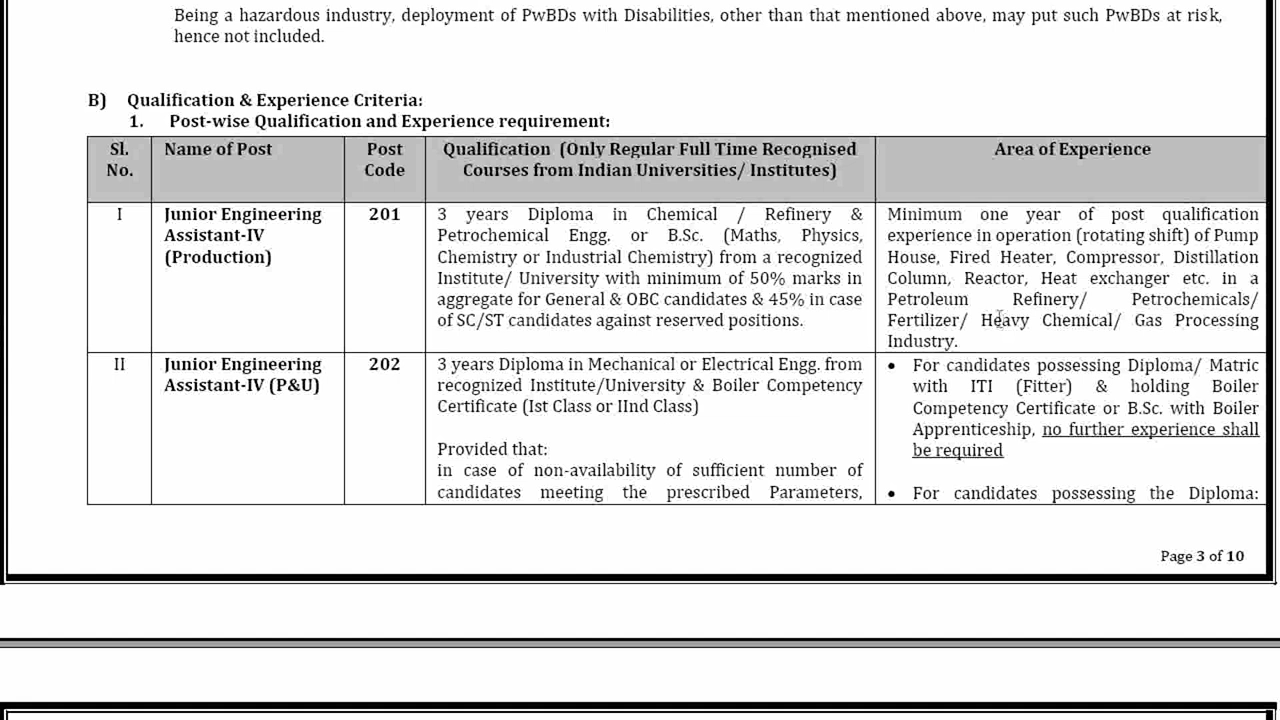 Being a hazardous industry, deployment of PwBDs with Disabilities, other than that mentioned above, may put such PwBDs at risk,
hence not included.
B) Qualification & Experience Criteria:
1. Post-wise Qualification and Experience requirement:
Sl. No.
Name of Post
Post Code
Qualification (Only Regular Full Time Recognised
Courses from Indian Universities/ Institutes)
Area of Experience
I
Junior Engineering
Assistant-IV
(Production)
201
3 years Diploma in Chemical / Refinery &
Petrochemical Engg. or B.Sc. (Maths, Physics,
Chemistry or Industrial Chemistry) from a recognized
Institute/ University with minimum of 50% marks in
aggregate for General & OBC candidates & 45% in case
of SC/ST candidates against reserved positions.
Minimum one year of post qualification
experience in operation (rotating shift) of Pump
House, Fired Heater, Compressor, Distillation
Column, Reactor, Heat exchanger etc. in a
Petroleum Refinery/ Petrochemicals/
Fertilizer/ Heavy Chemical/ Gas Processing
Industry.
II
Junior Engineering
Assistant-IV (P&U)
202
3 years Diploma in Mechanical or Electrical Engg. from
recognized Institute/University & Boiler Competency
Certificate (Ist Class or IInd Class)
Provided that:
in case of non-availability of sufficient number of
candidates meeting the prescribed Parameters,
• For candidates possessing Diploma/ Matric
with ITI (Fitter) & holding Boiler
Competency Certificate or B.Sc. with Boiler
Apprenticeship, no further experience shall
be required
• For candidates possessing the Diploma:
Page 3 of 10